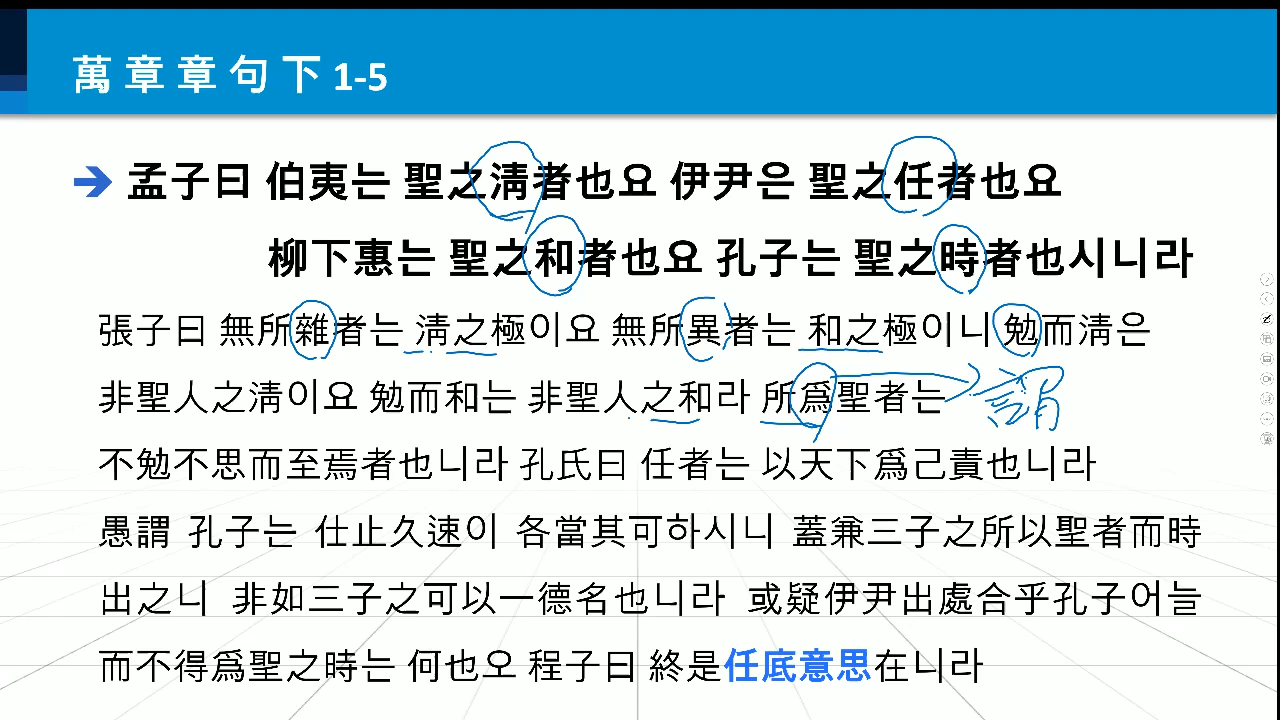 萬章章句下 1-5
孟子曰 伯夷는 聖之淸者也요 伊尹은 聖之任者也요
柳下惠는 聖之和者也요 孔子는 聖之時者也시니라
張子曰 無所雜者는 淸之極이요 無所異者는 和之極이니 勉而淸은
非聖人之淸이요 勉而和는 非聖人之和라 所爲聖者는 謂
不勉不思而至焉者也니라 孔氏曰 任者는 以天下爲己責也니라
愚謂 孔子는 仕止久速이 各當其可하시니 蓋兼三子之所以聖者而時
出之니 非如三子之可以一德名也니라 或疑伊尹出處合乎孔子어늘
而不得爲聖之時는 何也오 程子曰 終是任底意思在니라